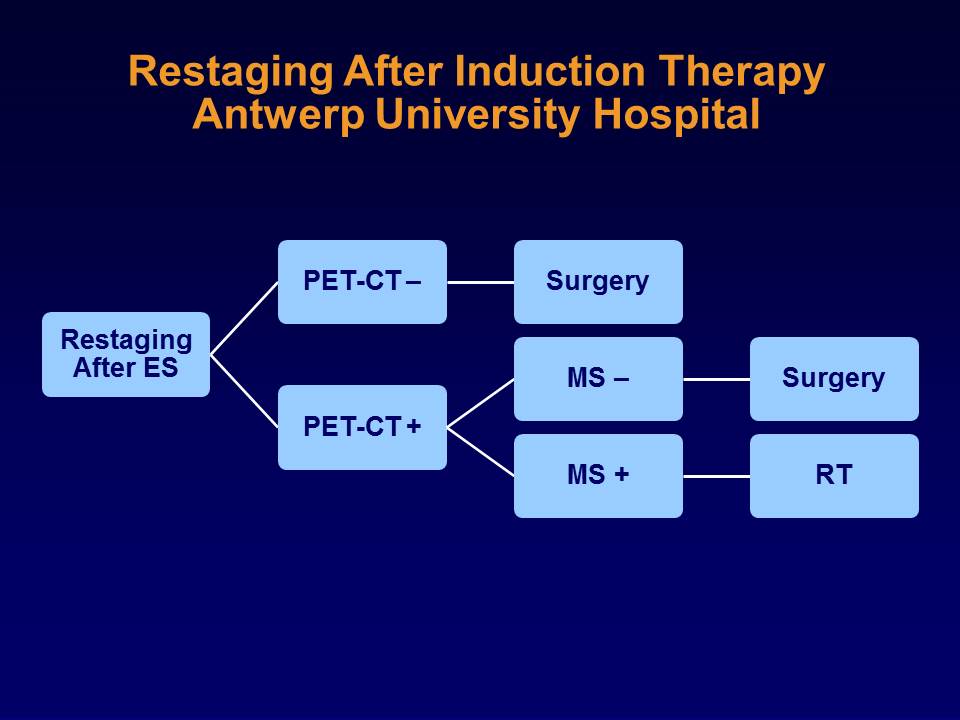 Restaging After Induction Therapy
Antwerp University Hospital
PET-CT –
Surgery
Restaging
After ES
MS –
Surgery
PET-CT +
MS +
RT